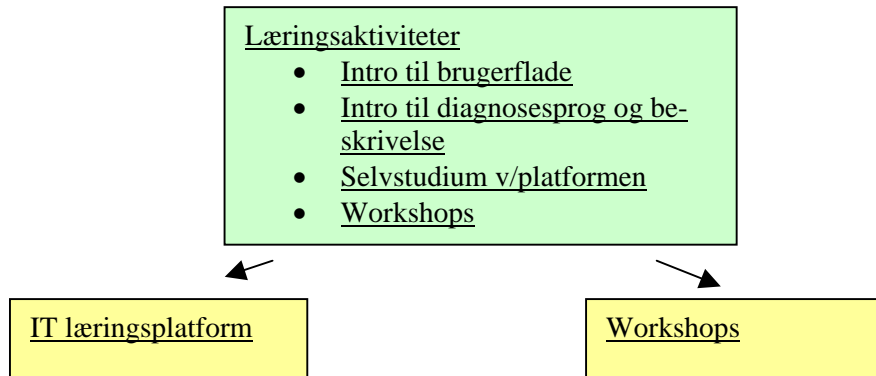 Læringsaktiviteter
• Intro til brugerflade
• Intro til diagnosesprog og be-
skrivelse
• Selvstudium v/platformen
• Workshops
IT læringsplatform
Workshops